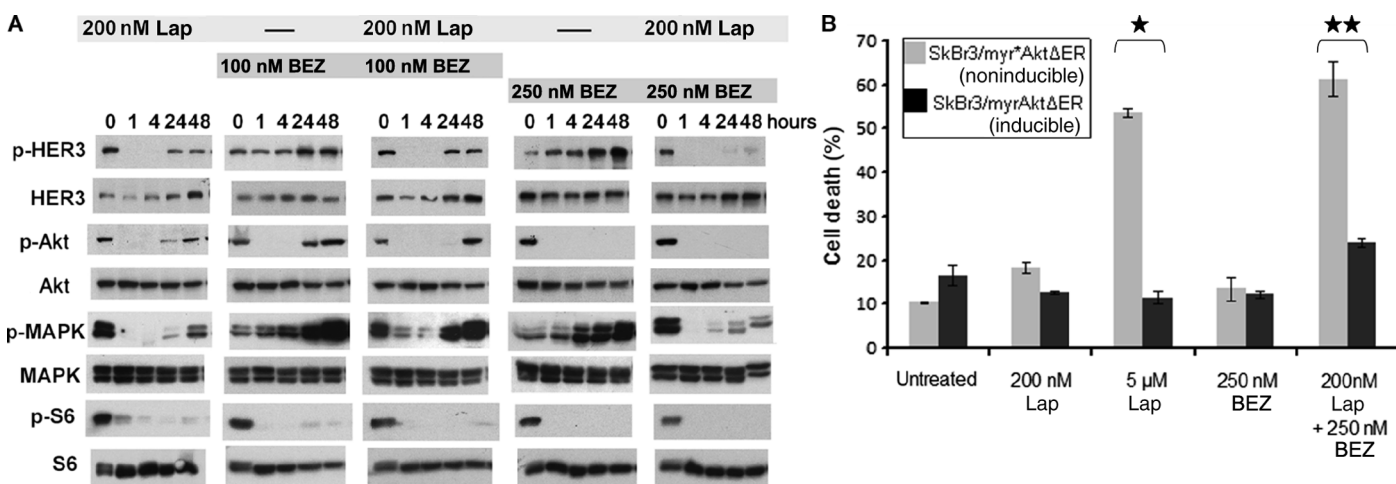 A
200 nM Lap — 200 nM Lap — 200 nM Lap
100 nM BEZ 100 nM BEZ
250 nM BEZ 250 nM BEZ
0 1 4 24 48 0 1 4 24 48 0 1 4 24 48 0 1 4 24 48 0 1 4 24 48 hours
p-HER3
HER3
p-Akt
Akt
p-MAPK
MAPK
p-S6
S6
B
Cell death (%)
70
60
50
40
30
20
10
0
SkBr3/myr*AktΔER
(noninducible)
SkBr3/myrAktΔER
(inducible)
★
★★
Untreated
200 nM
Lap
5 µM
Lap
250 nM
BEZ
200nM
Lap
+ 250 nM
BEZ